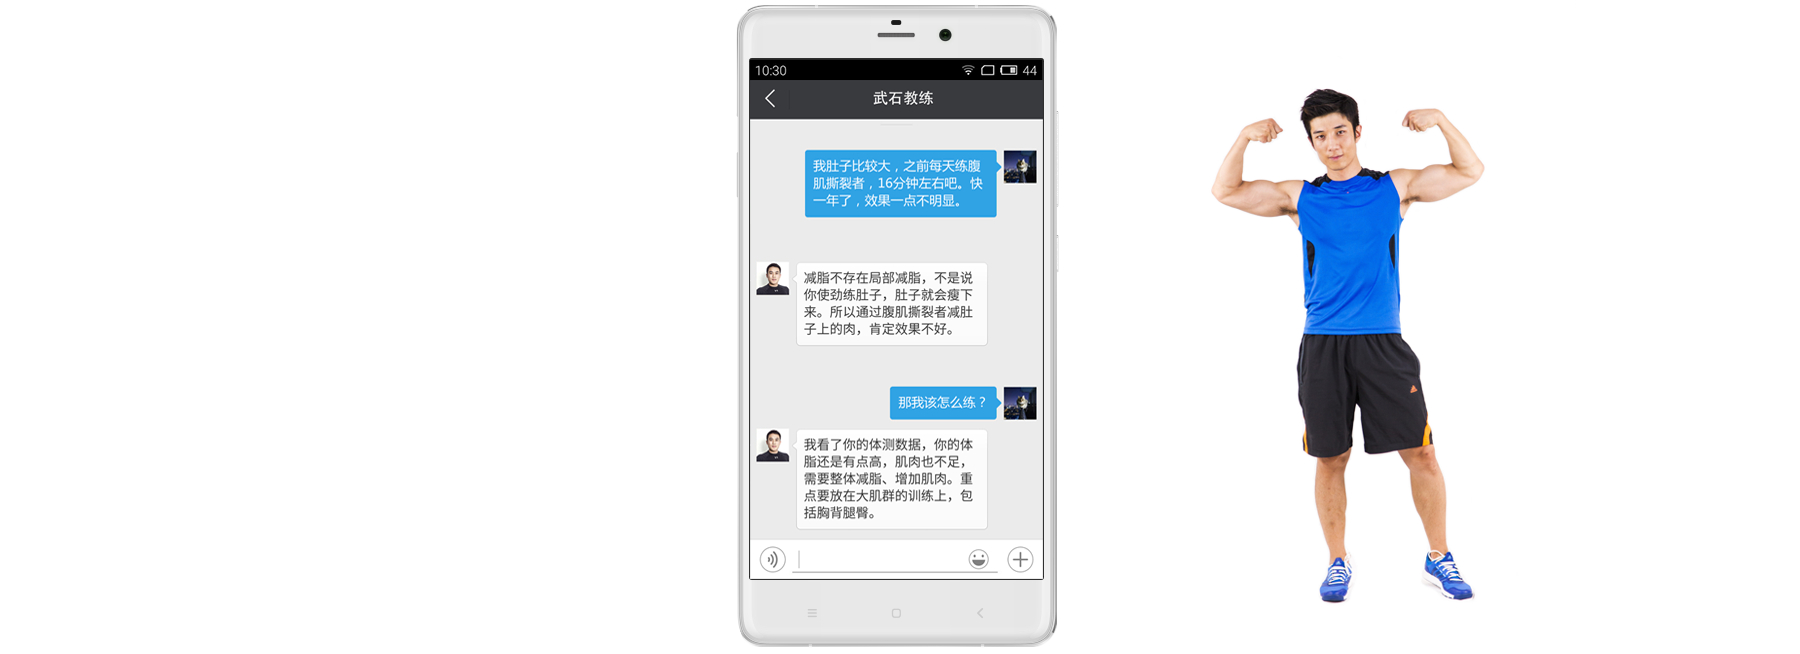 10:30
44
武石教练
我肚子比较大，之前每天练腹
肌撕裂者，16分钟左右吧。快
一年了，效果一点不明显。
减脂不存在局部减脂，不是说
你使劲练肚子，肚子就会瘦下
来。所以通过腹肌撕裂者减肚
子上的肉，肯定效果不好。
那我该怎么练？
我看了你的体测数据，你的体
脂还是有点高，肌肉也不足，
需要整体减脂、增加肌肉。重
点要放在大肌群的训练上，包
括胸背腿臀。